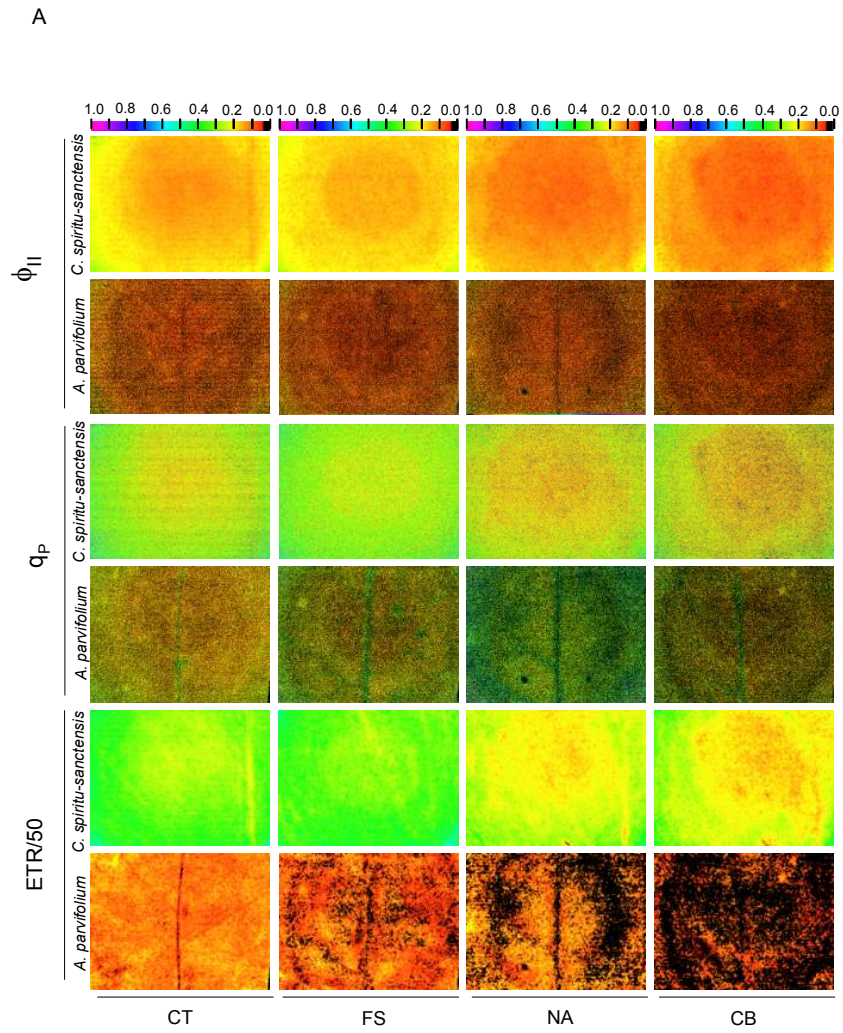 A
1.0 0.8 0.6 0.4 0.2 0.0 1.0 0.8 0.6 0.4 0.2 0.0 1.0 0.8 0.6 0.4 0.2 0.0 1.0 0.8 0.6 0.4 0.2 0.0
ϕII
C. spiritu-sanctensis
A. parvifolium
qP
C. spiritu-sanctensis
A. parvifolium
ETR/50
C. spiritu-sanctensis
A. parvifolium
CT FS NA CB